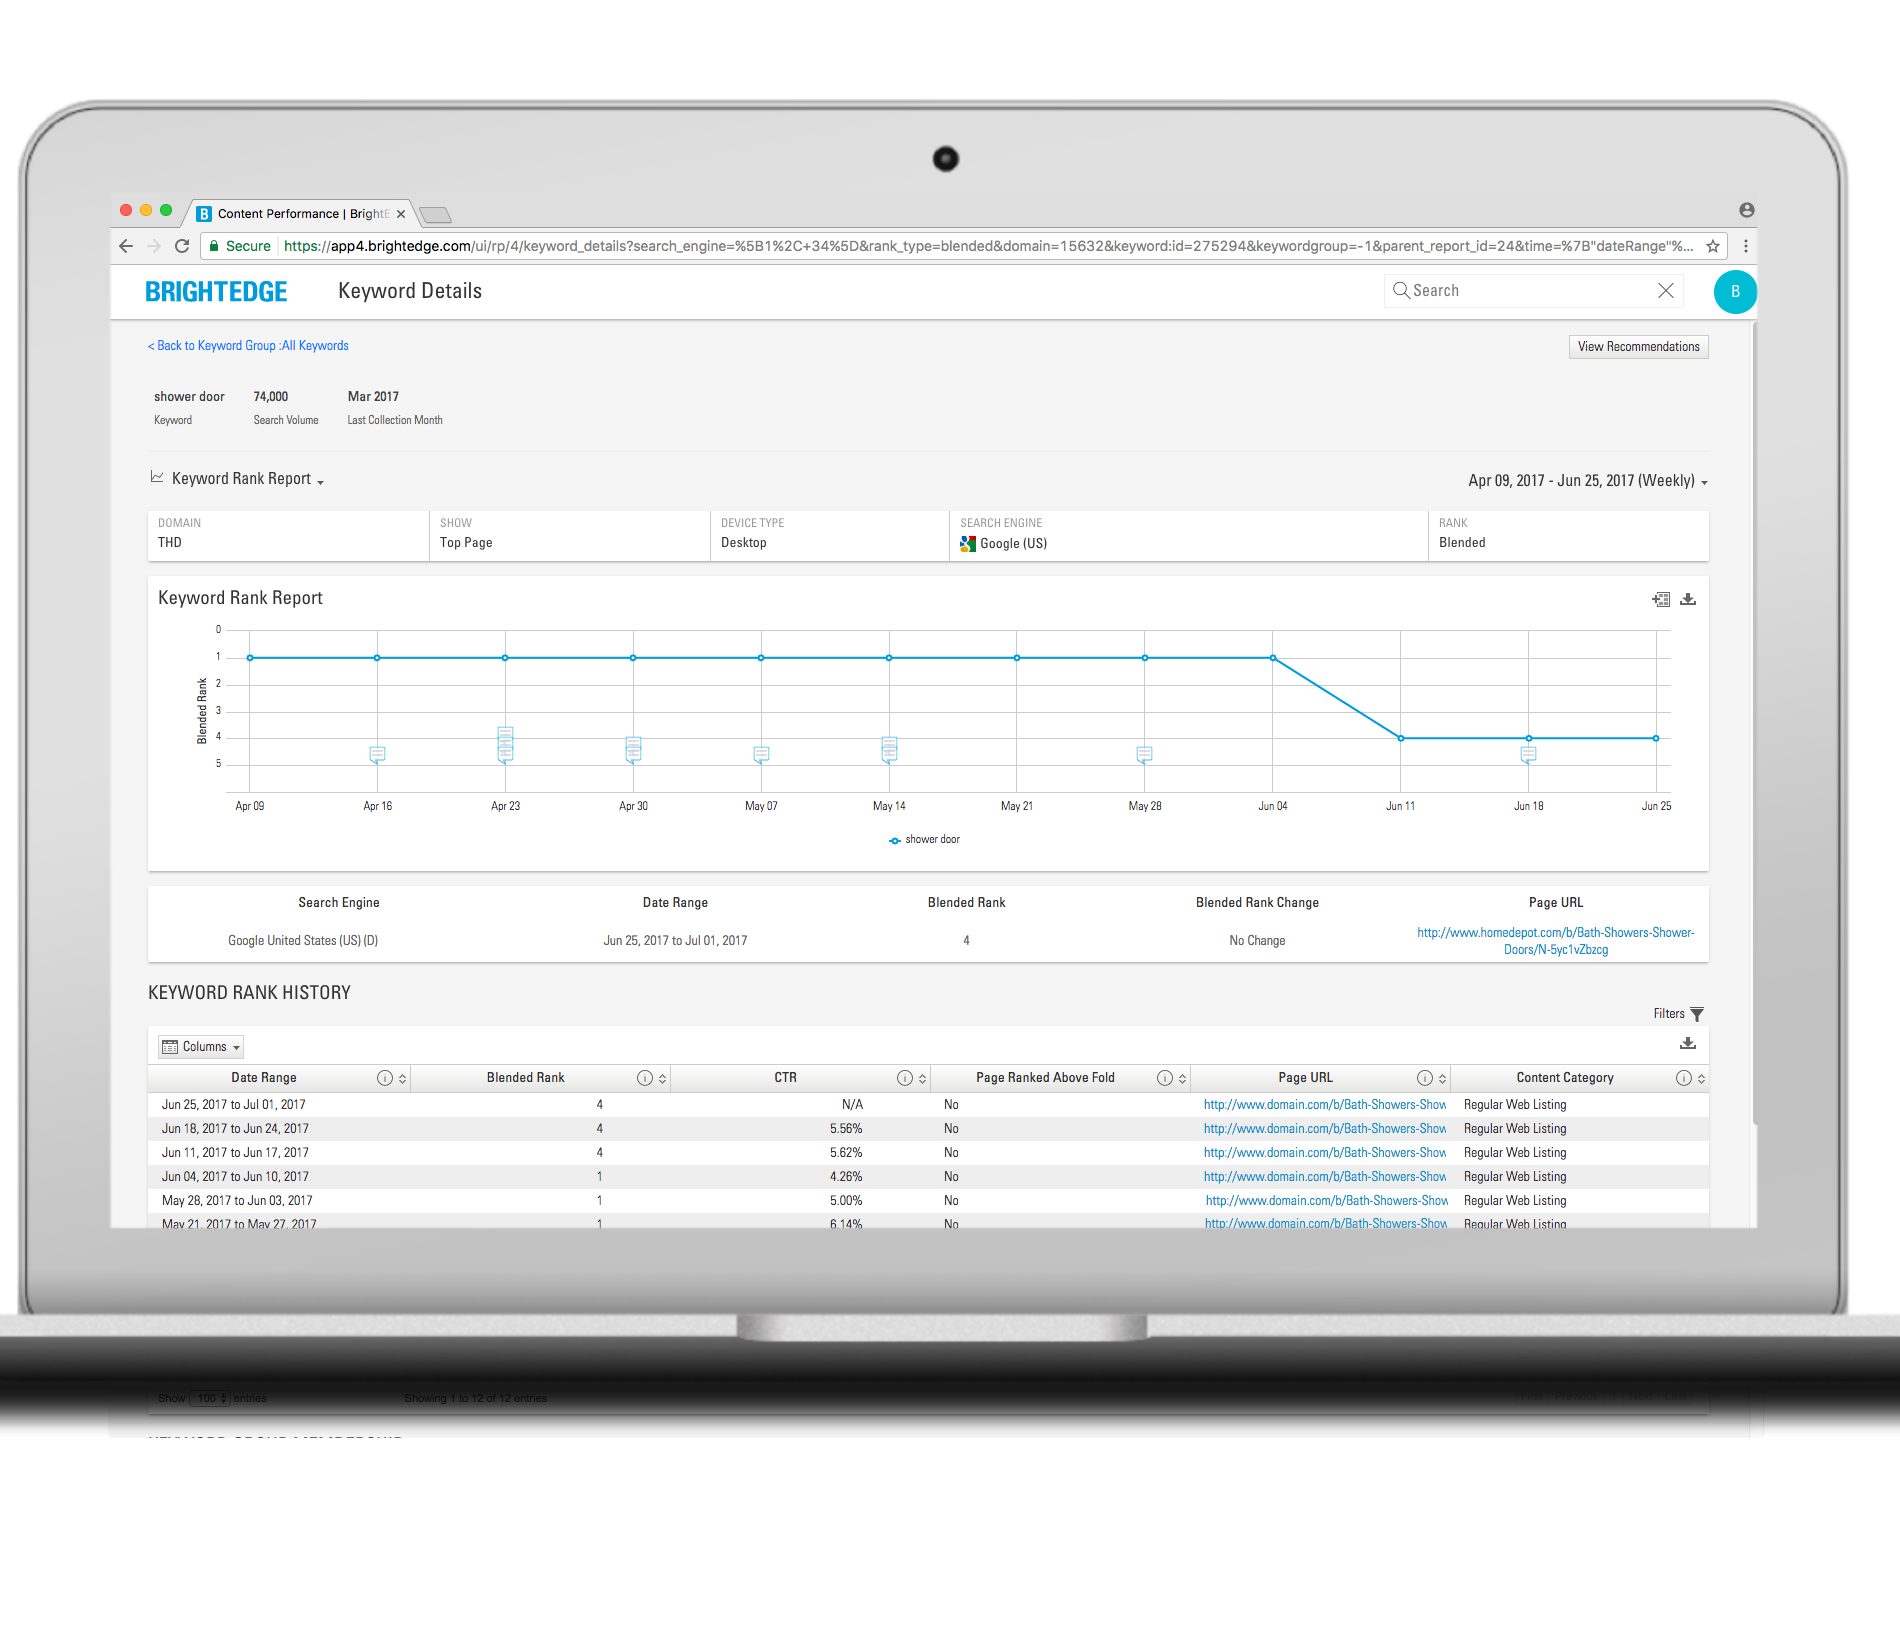 B Content Performance | BrightE
Secure https://app4.brightedge.com/ui/rp/4/keyword_details?search_engine=%5B1%2C+34%5D&rank_type=blended&domain=15632&keyword:id=275294&keywordgroup=-1&parent_report_id=24&time=%7B"dateRange"%...
BRIGHTEDGE Keyword Details Search B
< Back to Keyword Group :All Keywords View Recommendations
shower door 74,000 Mar 2017
Keyword Search Volume Last Collection Month
Keyword Rank Report Apr 09, 2017 - Jun 25, 2017 (Weekly)
DOMAIN SHOW DEVICE TYPE SEARCH ENGINE RANK
THD Top Page Desktop Google (US) Blended
Keyword Rank Report
0
1
2
3
4
5
Blended Rank
Apr 09 Apr 16 Apr 23 Apr 30 May 07 May 14 May 21 May 28 Jun 04 Jun 11 Jun 18 Jun 25
shower door
Search Engine Date Range Blended Rank Blended Rank Change Page URL
Google United States (US) (D) Jun 25, 2017 to Jul 01, 2017 4 No Change http://www.homedepot.com/b/Bath-Showers-Shower-
Doors/N-5yc1vZbzcg
KEYWORD RANK HISTORY
Filters
Columns
Date Range Blended Rank CTR Page Ranked Above Fold Page URL Content Category
Jun 25, 2017 to Jul 01, 2017 4 N/A No http://www.domain.com/b/Bath-Showers-Show Regular Web Listing
Jun 18, 2017 to Jun 24, 2017 4 5.56% No http://www.domain.com/b/Bath-Showers-Show Regular Web Listing
Jun 11, 2017 to Jun 17, 2017 4 5.62% No http://www.domain.com/b/Bath-Showers-Show Regular Web Listing
Jun 04, 2017 to Jun 10, 2017 1 4.26% No http://www.domain.com/b/Bath-Showers-Show Regular Web Listing
May 28, 2017 to Jun 03, 2017 1 5.00% No http://www.domain.com/b/Bath-Showers-Show Regular Web Listing
May 21, 2017 to May 27, 2017 1 6.14% No http://www.domain.com/b/Bath-Showers-Show Regular Web Listing
Show 100 entries Showing 1 to 12 of 12 entries